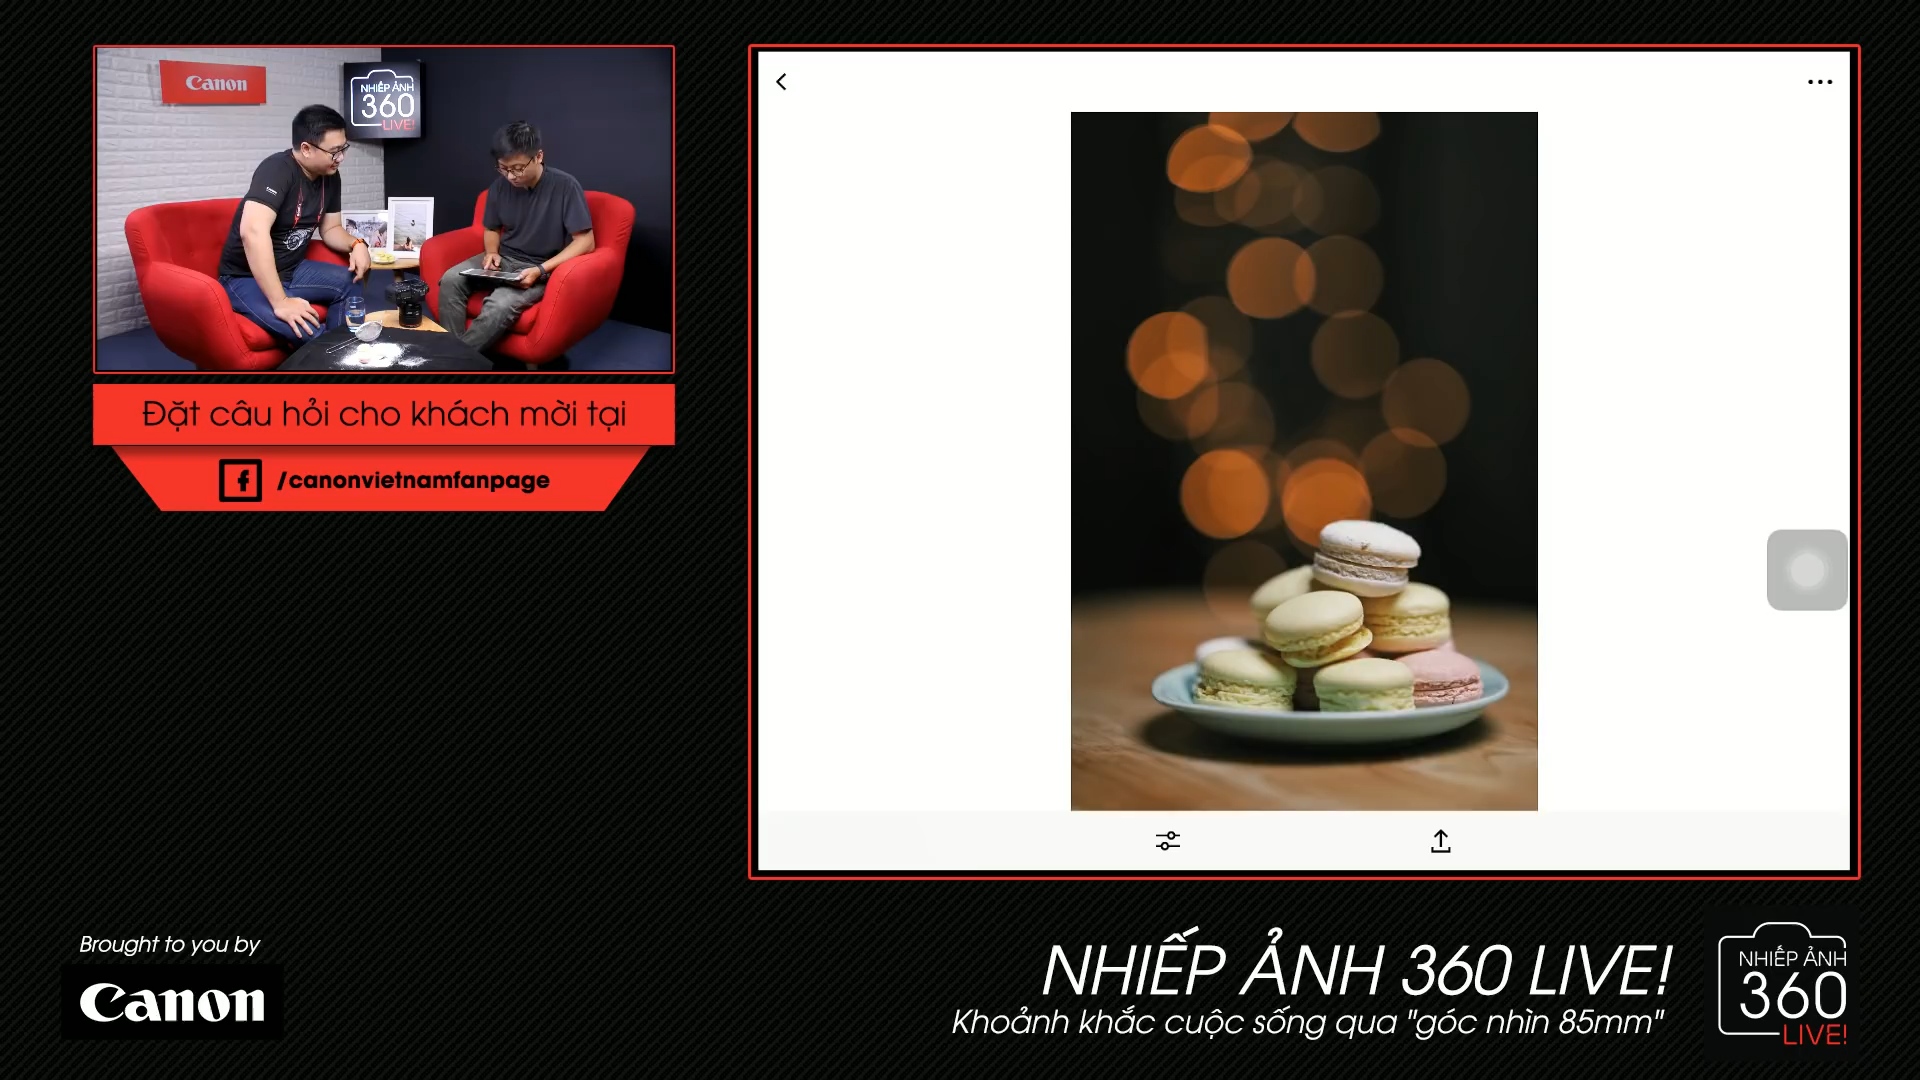 Canon
NHIẾP ẢNH
360
LIVE!
Đặt câu hỏi cho khách mời tại
f /canonvietnamfanpage
Brought to you by
Canon
NHIẾP ẢNH 360 LIVE!
Khoảnh khắc cuộc sống qua "góc nhìn 85mm"
NHIẾP ẢNH
360
LIVE!